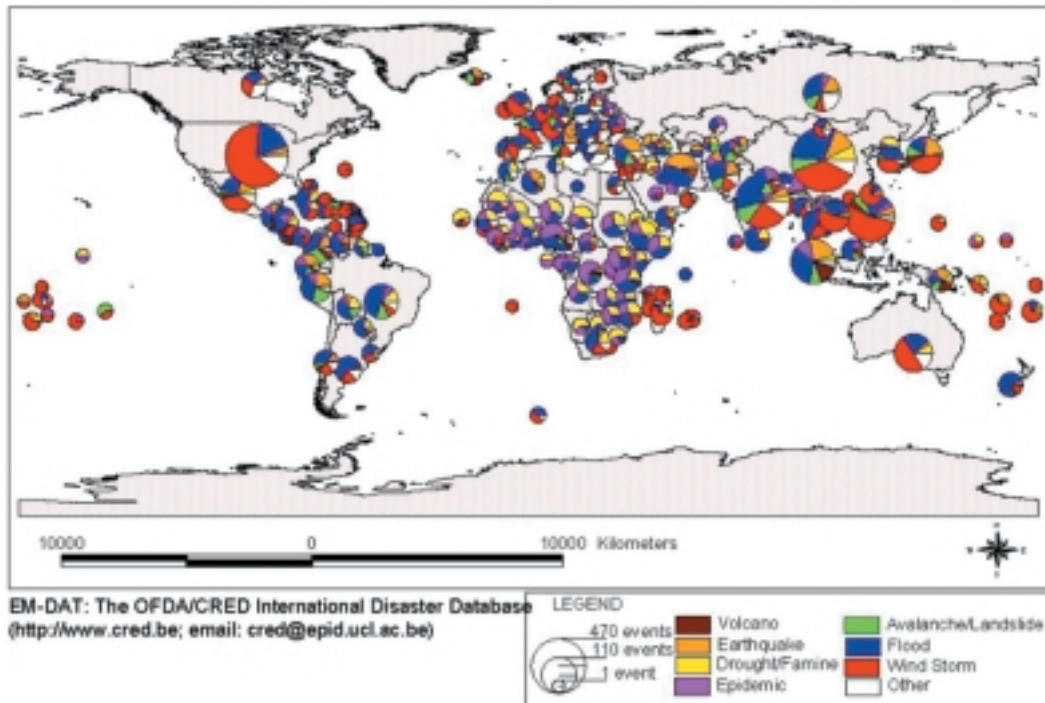 10000 0 10000 Kilometers
N
W E
S
EM-DAT: The OFDA/CRED International Disaster Database
(http://www.cred.be; email: cred@epid.ucl.ac.be)
LEGEND
470 events
110 events
1 event
Volcano
Earthquake
Drought/Famine
Epidemic
Avalanche/Landslide
Flood
Wind Storm
Other